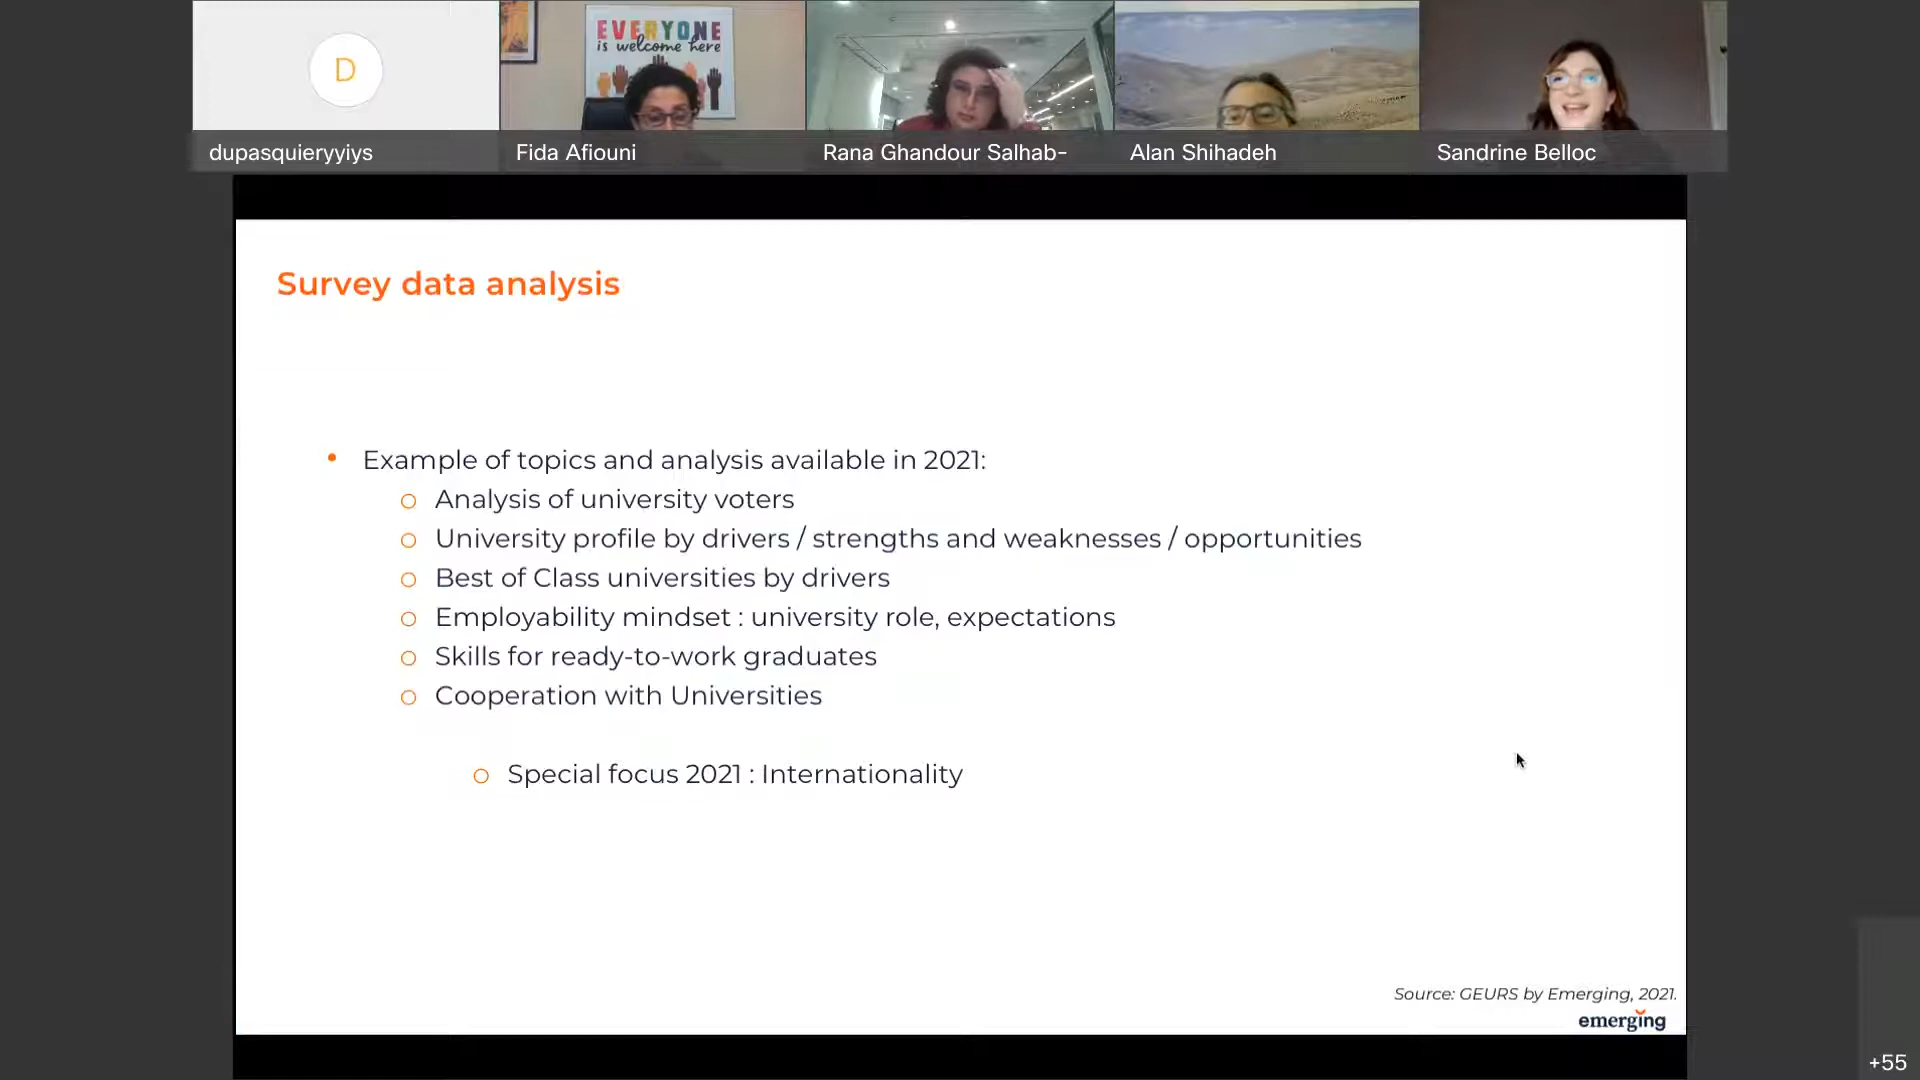 D
EVERYONE
is welcome here
dupasquieryyiys
Fida Afiouni
Rana Ghandour Salhab-
Alan Shihadeh
Sandrine Belloc
Survey data analysis
• Example of topics and analysis available in 2021:
o Analysis of university voters
o University profile by drivers / strengths and weaknesses / opportunities
o Best of Class universities by drivers
o Employability mindset : university role, expectations
o Skills for ready-to-work graduates
o Cooperation with Universities
o Special focus 2021 : Internationality
Source: GEURS by Emerging, 2021.
emerging
+55